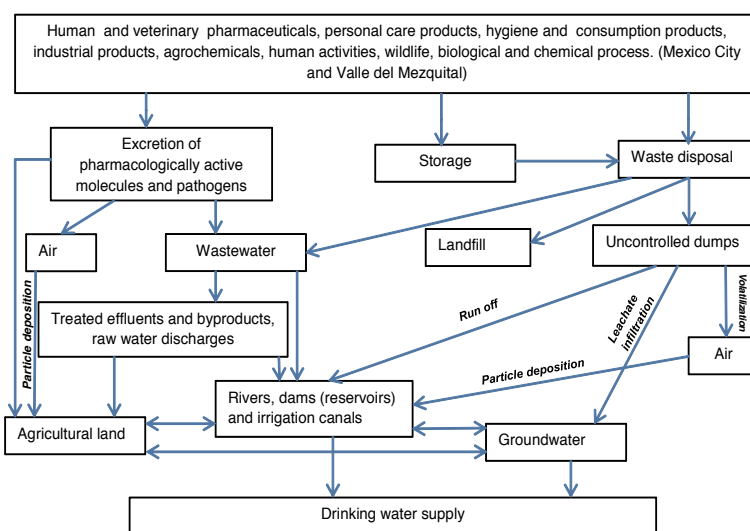 Human and veterinary pharmaceuticals, personal care products, hygiene and consumption products,
industrial products, agrochemicals, human activities, wildlife, biological and chemical process. (Mexico City
and Valle del Mezquital)
Excretion of
pharmacologically active
molecules and pathogens
Storage
Waste disposal
Air
Wastewater
Landfill
Uncontrolled dumps
Particle deposition
Treated effluents and byproducts,
raw water discharges
Run off
Leachate
infiltration
Volatilization
Air
Particle deposition
Rivers, dams (reservoirs)
and irrigation canals
Agricultural land
Groundwater
Drinking water supply